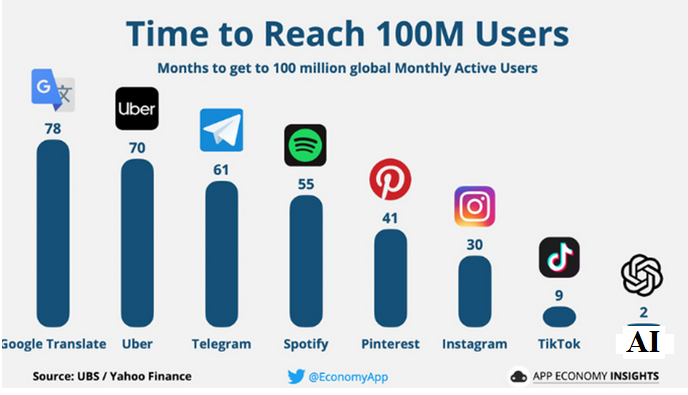 Time to Reach 100M Users
Months to get to 100 million global Monthly Active Users
G 文
Uber
78
70
61
55
41
30
9
2
Google Translate Uber Telegram Spotify Pinterest Instagram TikTok AI
Source: UBS / Yahoo Finance @EconomyApp APP ECONOMY INSIGHTS